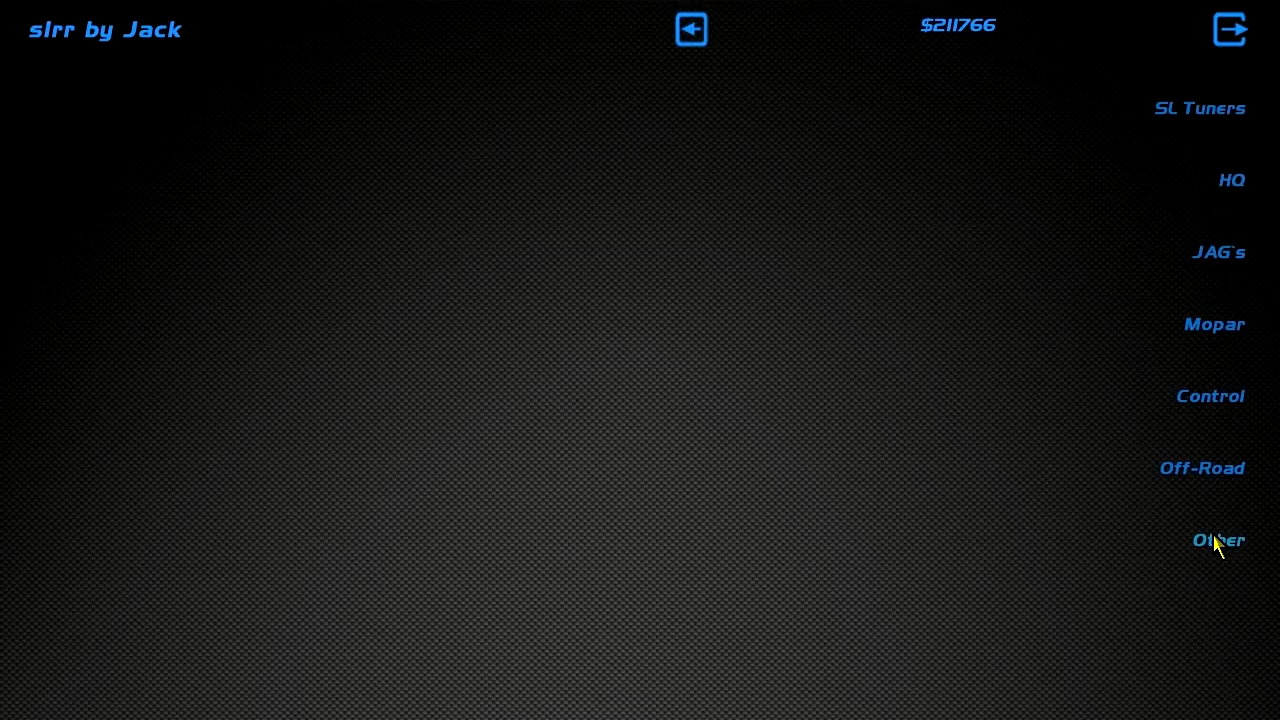 slrr by Jack
$211766
SL Tuners
HQ
JAG`s
Mopar
Control
Off-Road
Other